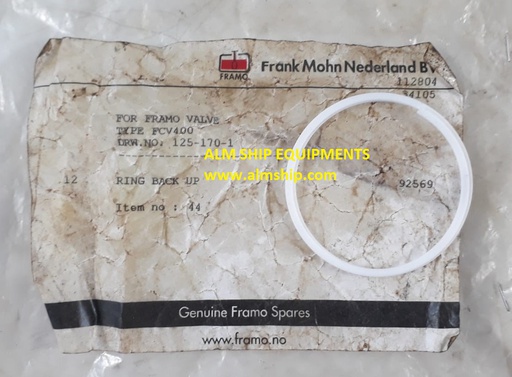 FRAMO
Frank Mohn Nederland B.V.
112804
34105
FOR FRAMO VALVE
TYPE FCV400
DRW.NO. 125-170-1
ALM SHIP EQUIPMENTS
www.almship.com
12 RING BACK UP 92569
Item no : 44
Genuine Framo Spares
www.framo.no